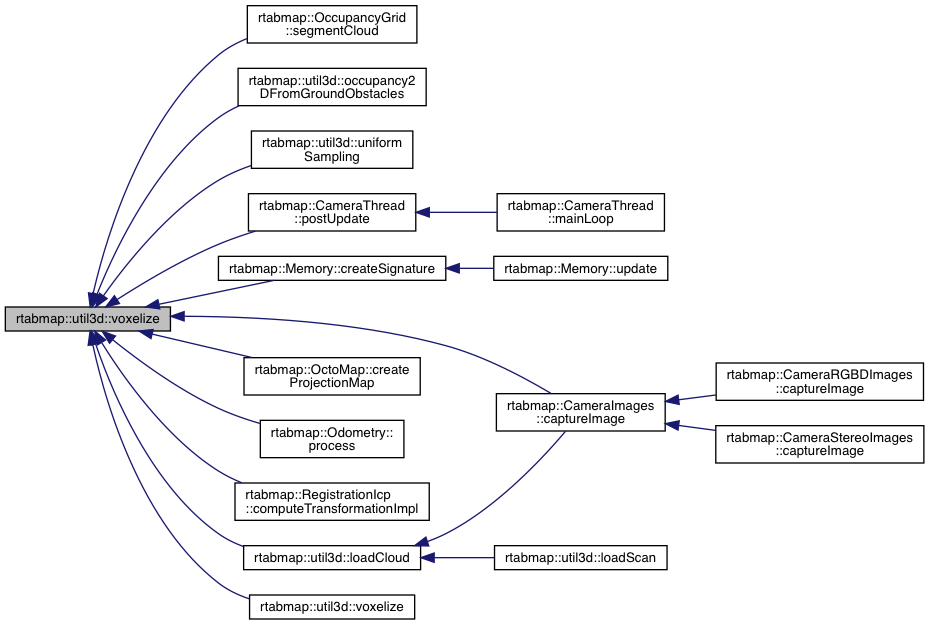 rtabmap::OccupancyGrid
::segmentCloud
rtabmap::util3d::occupancy2
DFromGroundObstacles
rtabmap::util3d::uniform
Sampling
rtabmap::CameraThread
::postUpdate
rtabmap::CameraThread
::mainLoop
rtabmap::Memory::createSignature
rtabmap::Memory::update
rtabmap::util3d::voxelize
rtabmap::OctoMap::create
ProjectionMap
rtabmap::CameraImages
::captureImage
rtabmap::CameraRGBDImages
::captureImage
rtabmap::CameraStereoImages
::captureImage
rtabmap::Odometry::
process
rtabmap::RegistrationIcp
::computeTransformationImpl
rtabmap::util3d::loadCloud
rtabmap::util3d::loadScan
rtabmap::util3d::voxelize